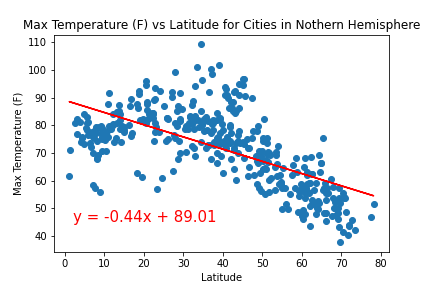 Max Temperature (F) vs Latitude for Cities in Nothern Hemisphere
Max Temperature (F)
110
100
90
80
70
60
50
40
y = -0.44x + 89.01
0 10 20 30 40 50 60 70 80
Latitude